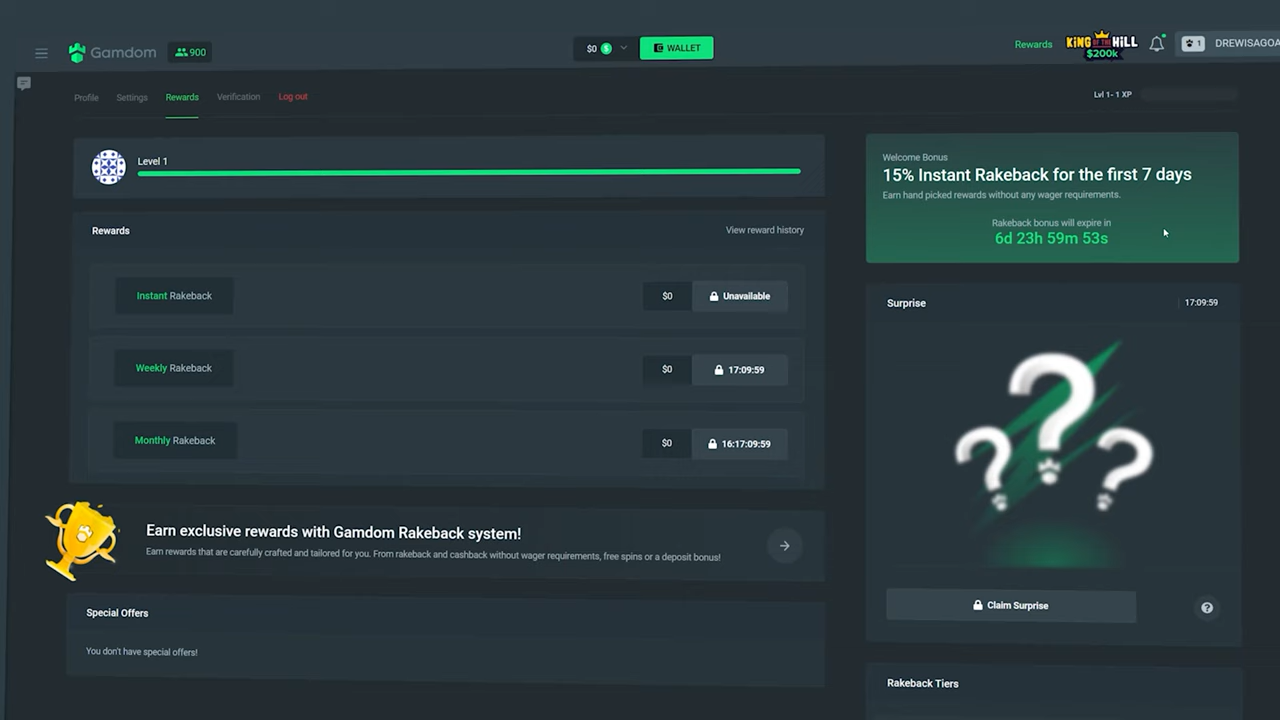 Gamdom
900
$0
WALLET
Rewards
KING OF THE HILL
$200k
1
DREWISAGOA
Profile
Settings
Rewards
Verification
Log out
Lvl 1- 1 XP
Level 1
Welcome Bonus
15% Instant Rakeback for the first 7 days
Earn hand picked rewards without any wager requirements.
Rakeback bonus will expire in
6d 23h 59m 53s
Rewards
View reward history
Instant Rakeback
$0
Unavailable
Weekly Rakeback
$0
17:09:59
Monthly Rakeback
$0
16:17:09:59
Surprise
17:09:59
???
Claim Surprise
?
Earn exclusive rewards with Gamdom Rakeback system!
Earn rewards that are carefully crafted and tailored for you. From rakeback and cashback without wager requirements, free spins or a deposit bonus!
Special Offers
You don't have special offers!
Rakeback Tiers